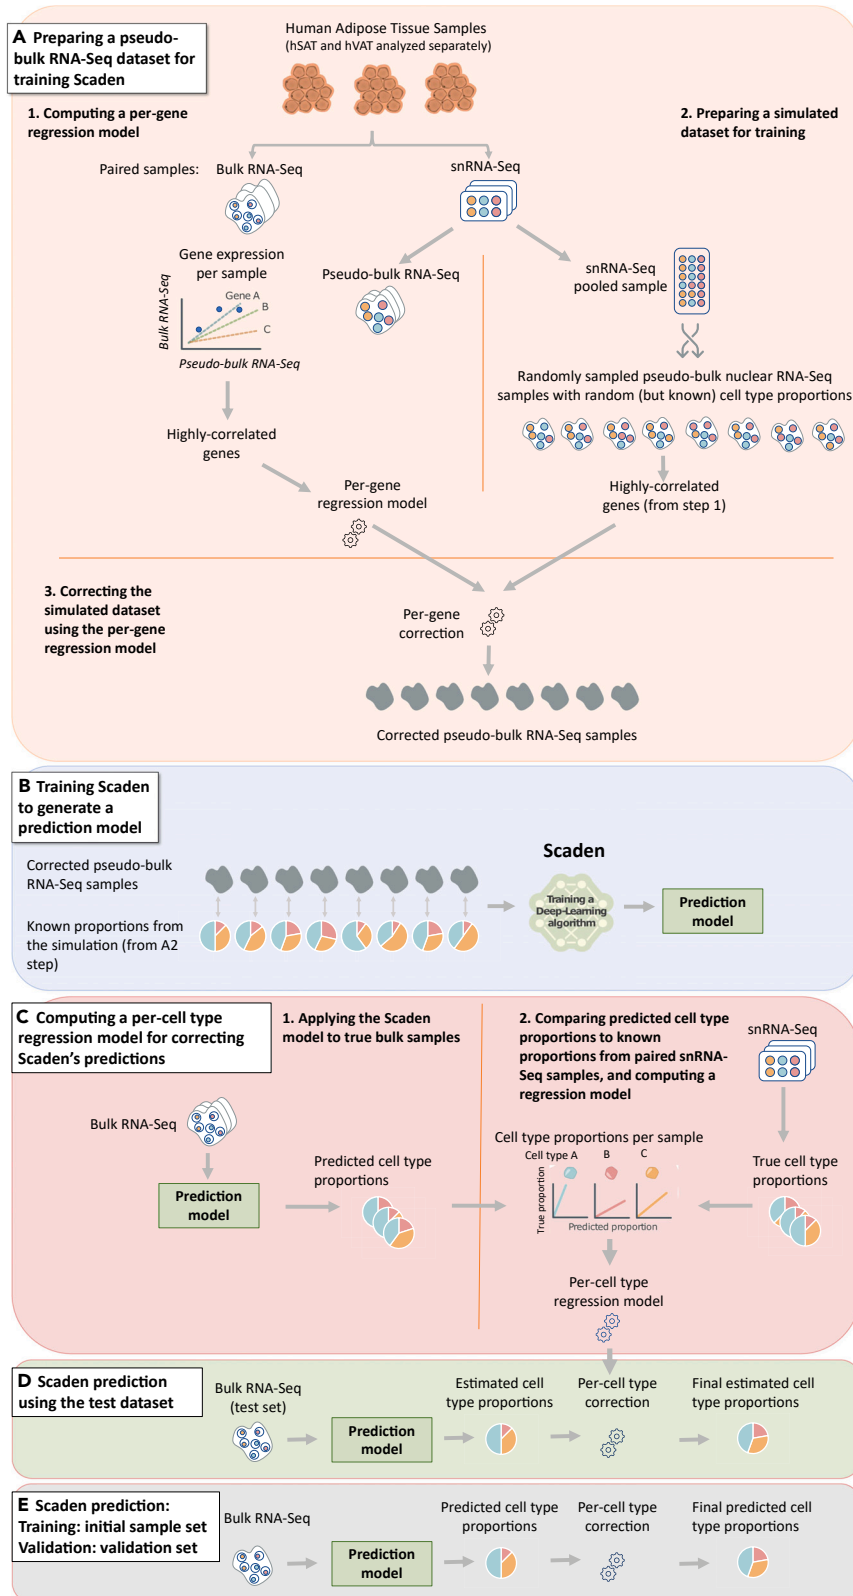 A Preparing a pseudo-
bulk RNA-Seq dataset for
training Scaden
Human Adipose Tissue Samples
(hSAT and hVAT analyzed separately)
1. Computing a per-gene
regression model
2. Preparing a simulated
dataset for training
Paired samples:
Bulk RNA-Seq
snRNA-Seq
Gene expression
per sample
Bulk RNA-Seq
Gene A
B
C
Pseudo-bulk RNA-Seq
Pseudo-bulk RNA-Seq
snRNA-Seq
pooled sample
Randomly sampled pseudo-bulk nuclear RNA-Seq
samples with random (but known) cell type proportions
Highly-correlated
genes
Per-gene
regression model
Highly-correlated
genes (from step 1)
3. Correcting the
simulated dataset
using the per-gene
regression model
Per-gene
correction
Corrected pseudo-bulk RNA-Seq samples
B Training Scaden
to generate a
prediction model
Corrected pseudo-bulk
RNA-Seq samples
Known proportions from
the simulation (from A2
step)
Scaden
Training a
Deep-Learning
algorithm
Prediction
model
C Computing a per-cell type
regression model for correcting
Scaden's predictions
1. Applying the Scaden
model to true bulk samples
2. Comparing predicted cell type
proportions to known
proportions from paired snRNA-
Seq samples, and computing a
regression model
snRNA-Seq
Bulk RNA-Seq
Prediction
model
Predicted cell type
proportions
Cell type proportions per sample
Cell type A
B
C
True proportion
Predicted proportion
True cell type
proportions
Per-cell type
regression model
D Scaden prediction
using the test dataset
Bulk RNA-Seq
(test set)
Prediction
model
Estimated cell
type proportions
Per-cell type
correction
Final estimated cell
type proportions
E Scaden prediction:
Training: initial sample set
Validation: validation set
Bulk RNA-Seq
Prediction
model
Predicted cell type
proportions
Per-cell type
correction
Final predicted cell
type proportions